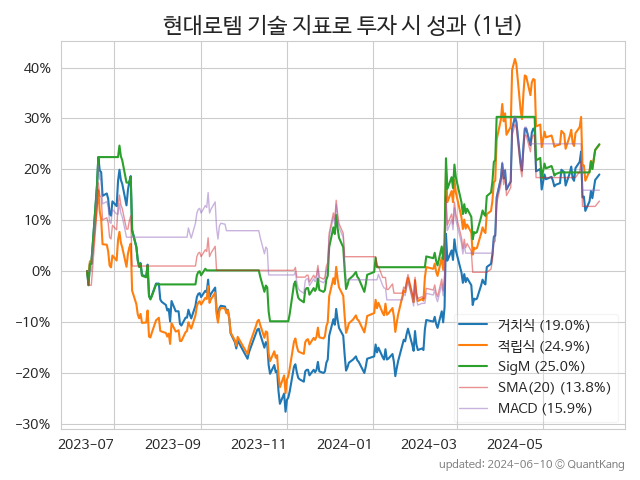 현대로템 기술 지표로 투자 시 성과 (1년)
40%
30%
20%
10%
0%
−10%
−20%
−30%
거치식 (19.0%)
적립식 (24.9%)
SigM (25.0%)
SMA(20) (13.8%)
MACD (15.9%)
2023-07 2023-09 2023-11 2024-01 2024-03 2024-05
updated: 2024-06-10 © QuantKang